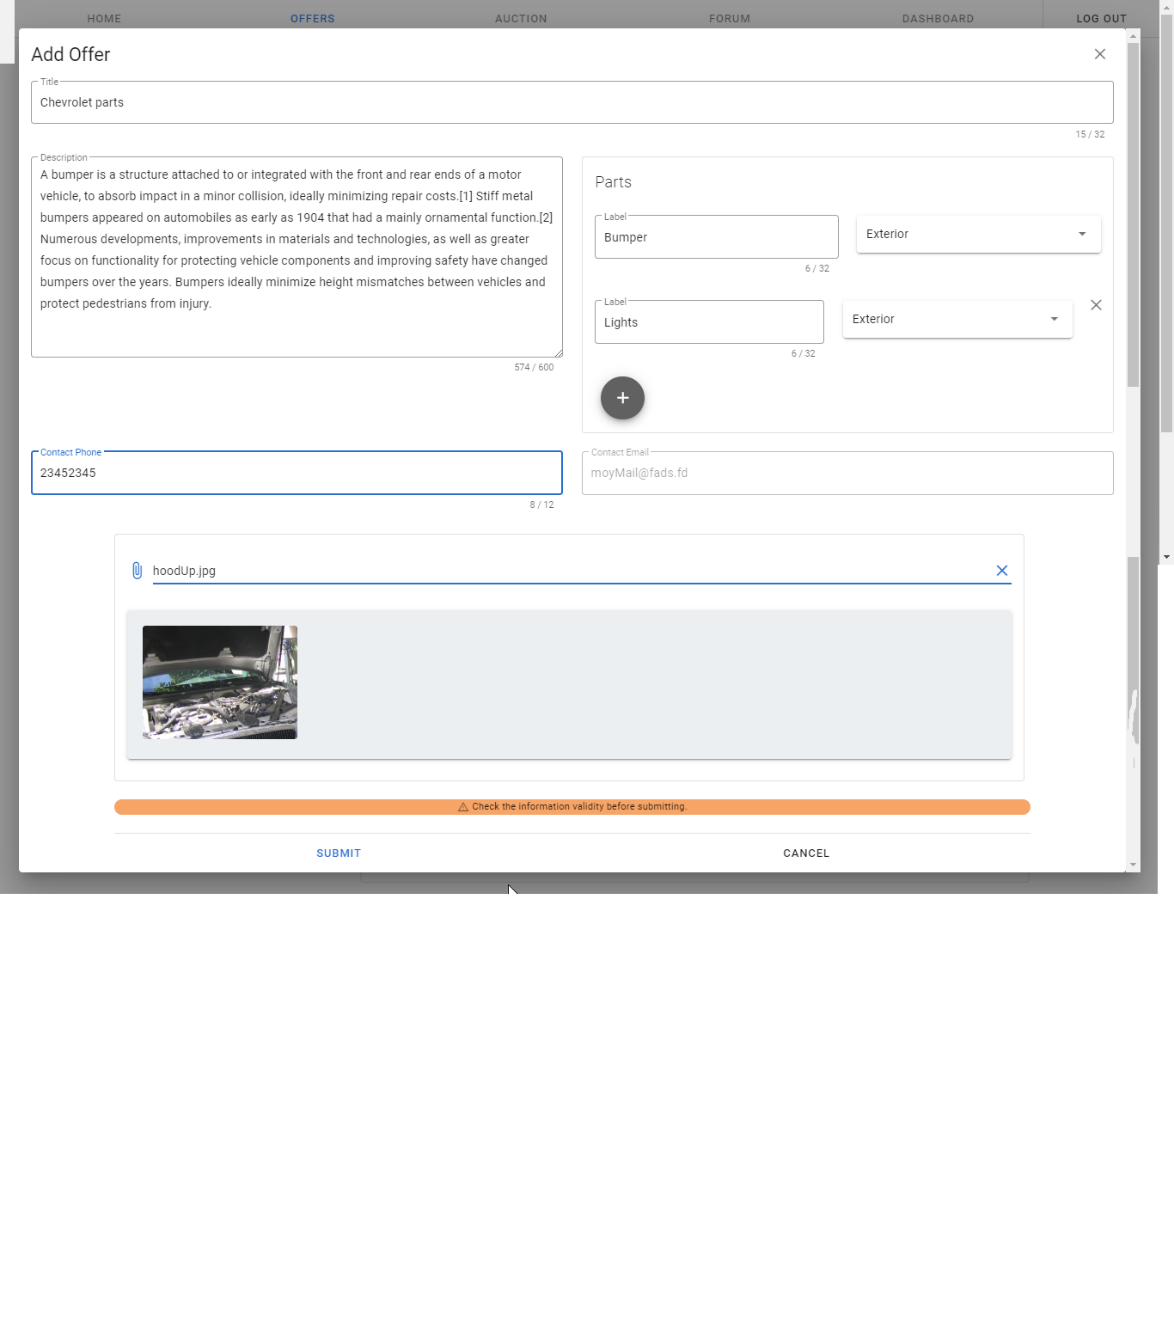 HOME OFFERS AUCTION FORUM DASHBOARD LOG OUT
Add Offer
Title
Chevrolet parts
15 / 32
Description
A bumper is a structure attached to or integrated with the front and rear ends of a motor
vehicle, to absorb impact in a minor collision, ideally minimizing repair costs.[1] Stiff metal
bumpers appeared on automobiles as early as 1904 that had a mainly ornamental function.[2]
Numerous developments, improvements in materials and technologies, as well as greater
focus on functionality for protecting vehicle components and improving safety have changed
bumpers over the years. Bumpers ideally minimize height mismatches between vehicles and
protect pedestrians from injury.
574 / 600
Parts
Label
Bumper
Exterior
6 / 32
Label
Lights
Exterior
6 / 32
+
Contact Phone
23452345
8 / 12
Contact Email
moyMail@fads.fd
hoodUp.jpg
Check the information validity before submitting.
SUBMIT CANCEL